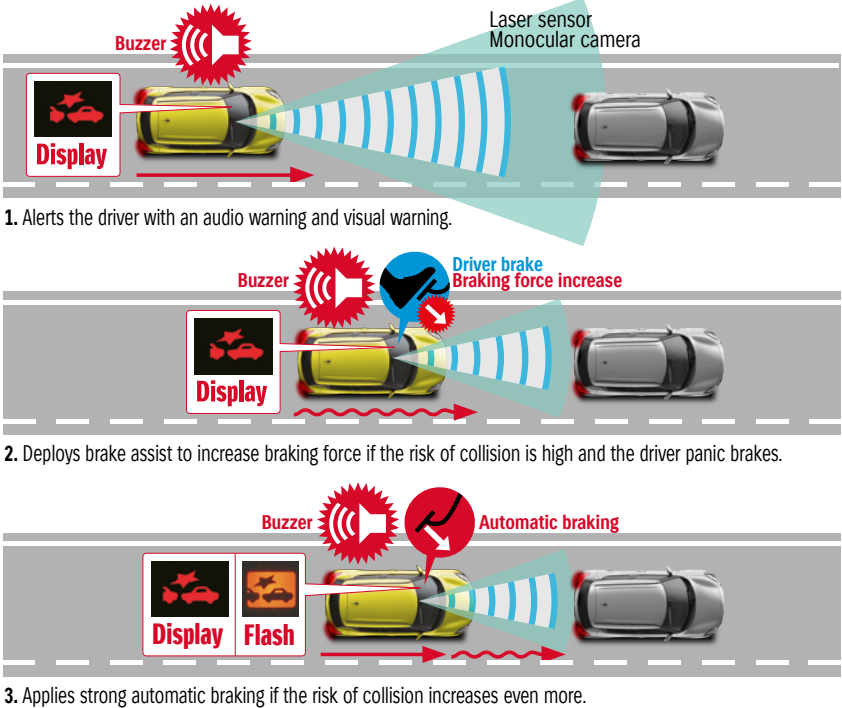 Laser sensor
Monocular camera
Buzzer
Display
1. Alerts the driver with an audio warning and visual warning.
Driver brake
Buzzer
Braking force increase
Display
2. Deploys brake assist to increase braking force if the risk of collision is high and the driver panic brakes.
Buzzer
Automatic braking
Display
Flash
3. Applies strong automatic braking if the risk of collision increases even more.